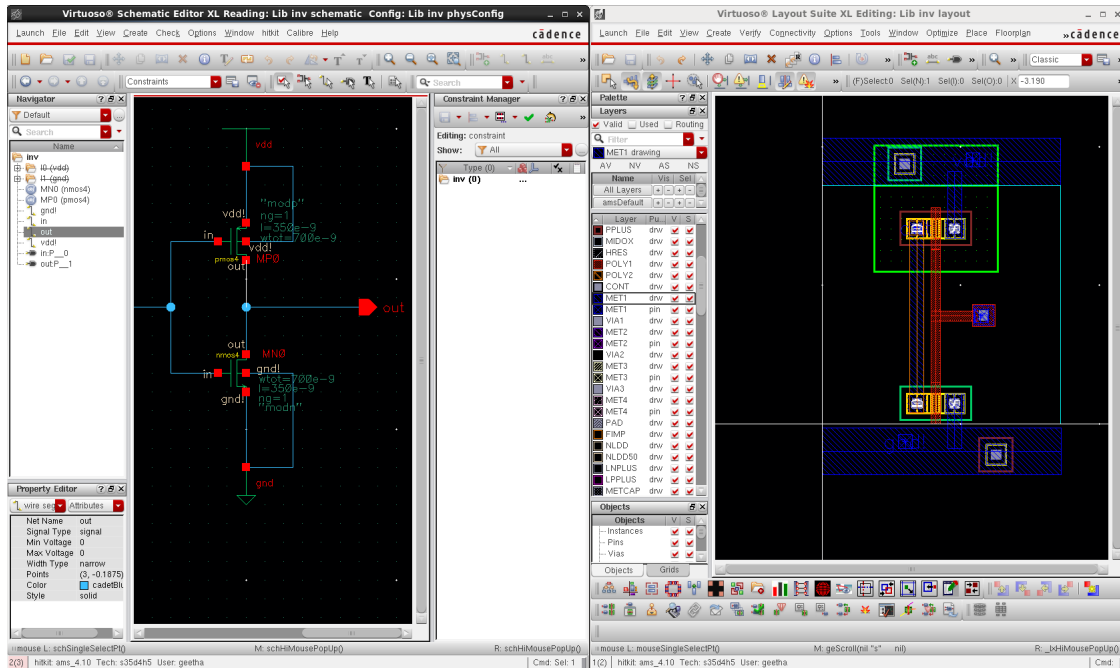 Virtuoso® Schematic Editor XL Reading: Lib inv schematic Config: Lib inv physConfig
Launch File Edit View Create Check Options Window hitkit Calibre Help
cādence
Constraints
Search
Navigator
Default
Search
Name
inv
I0 (vdd)
I1 (gnd)
MN0 (nmos4)
MP0 (pmos4)
gnd!
in
out
vdd!
in:P__0
out:P__1
Property Editor
wire seg Attributes
Net Name out
Signal Type signal
Min Voltage 0
Max Voltage 0
Width Type narrow
Points (3, -0.1875)
Color cadetBlu
Style solid
vdd
"modp"
vdd!
ng=1
l=350e-9
in
wtot=700e-9
vdd!
pmos4
MP0
out
out
out
nmos4
MN0
gnd!
in
wtot=700e-9
l=350e-9
gnd!
ng=1
"modn"
gnd
Constraint Manager
Editing: constraint
Show: All
Type (0)
inv (0) ...
mouse L: schSingleSelectPt()
M: schHiMousePopUp()
R: schHiMousePopUp()
2(3) hitkit: ams_4.10 Tech: s35d4h5 User: geetha
Cmd: Sel: 1
Virtuoso® Layout Suite XL Editing: Lib inv layout
Launch File Edit View Create Verify Connectivity Options Tools Window Optimize Place Floorplan
» cādence
Classic
(F)Select:0 Sel(N):1 Sel(I):0 Sel(O):0 X -3.190
Palette
Layers
Valid Used Routing
Filter
MET1 drawing
AV NV AS NS
Name Vis Sel
All Layers
amsDefault
Layer Pu... V S
PPLUS drw
MIDOX drw
HRES drw
POLY1 drw
POLY2 drw
CONT drw
MET1 drw
MET1 pin
VIA1 drw
MET2 drw
MET2 pin
VIA2 drw
MET3 drw
MET3 pin
VIA3 drw
MET4 drw
MET4 pin
PAD drw
FIMP drw
NLDD drw
NLDD50 drw
LNPLUS drw
LPPLUS drw
METCAP drw
Objects
Objects V S
Instances
Pins
Vias
Objects Grids
mouse L: mouseSingleSelectPt()
M: geScroll(nil "s" nil)
R: _lxHiMousePopUp()
1(2) hitkit: ams_4.10 Tech: s35d4h5 User: geetha
Cmd: